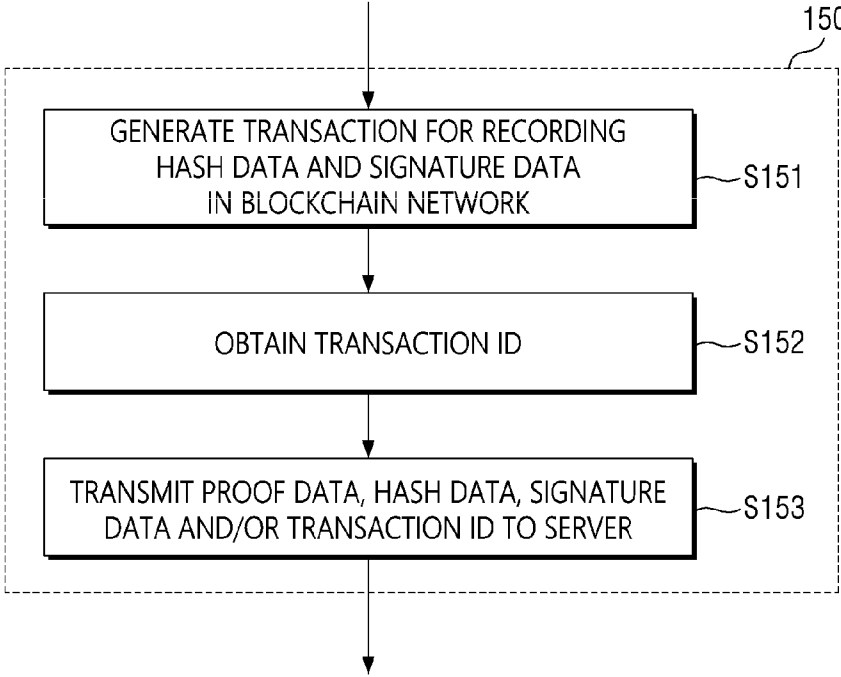 150
GENERATE TRANSACTION FOR RECORDING
HASH DATA AND SIGNATURE DATA
IN BLOCKCHAIN NETWORK
S151
OBTAIN TRANSACTION ID
S152
TRANSMIT PROOF DATA, HASH DATA, SIGNATURE
DATA AND/OR TRANSACTION ID TO SERVER
S153